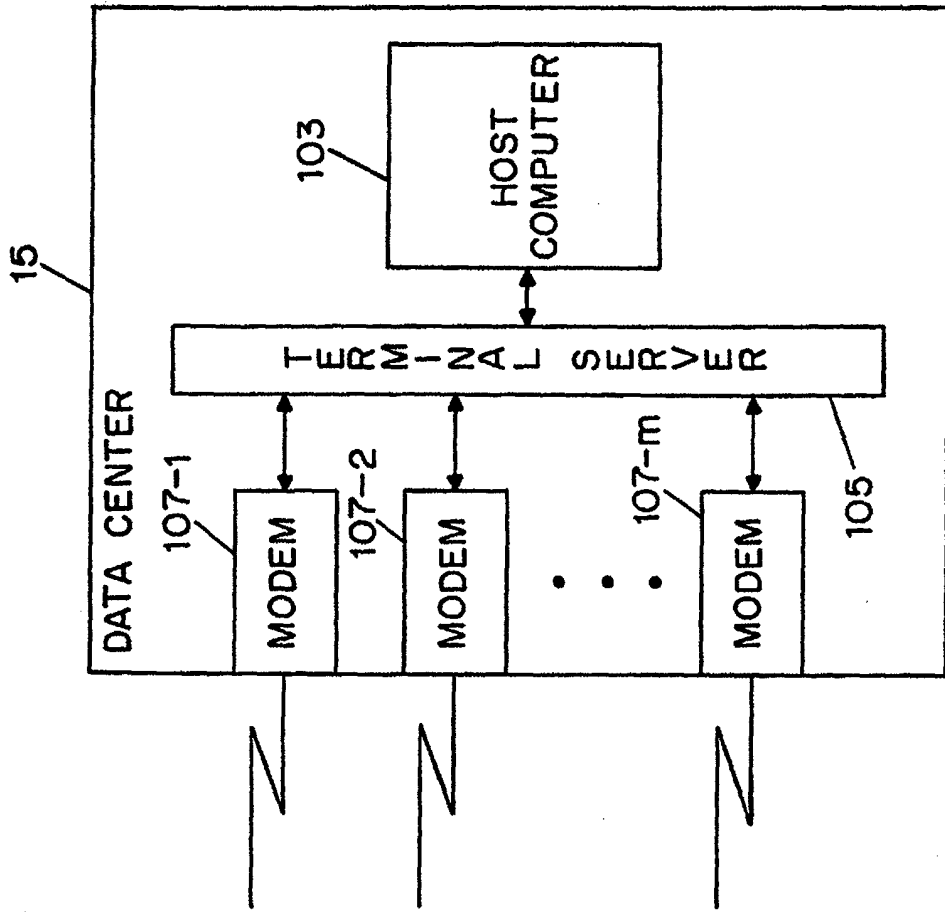 15
DATA CENTER
103
HOST
COMPUTER
TERMINAL SERVER
107-1
MODEM
107-2
MODEM
107-m
MODEM
105